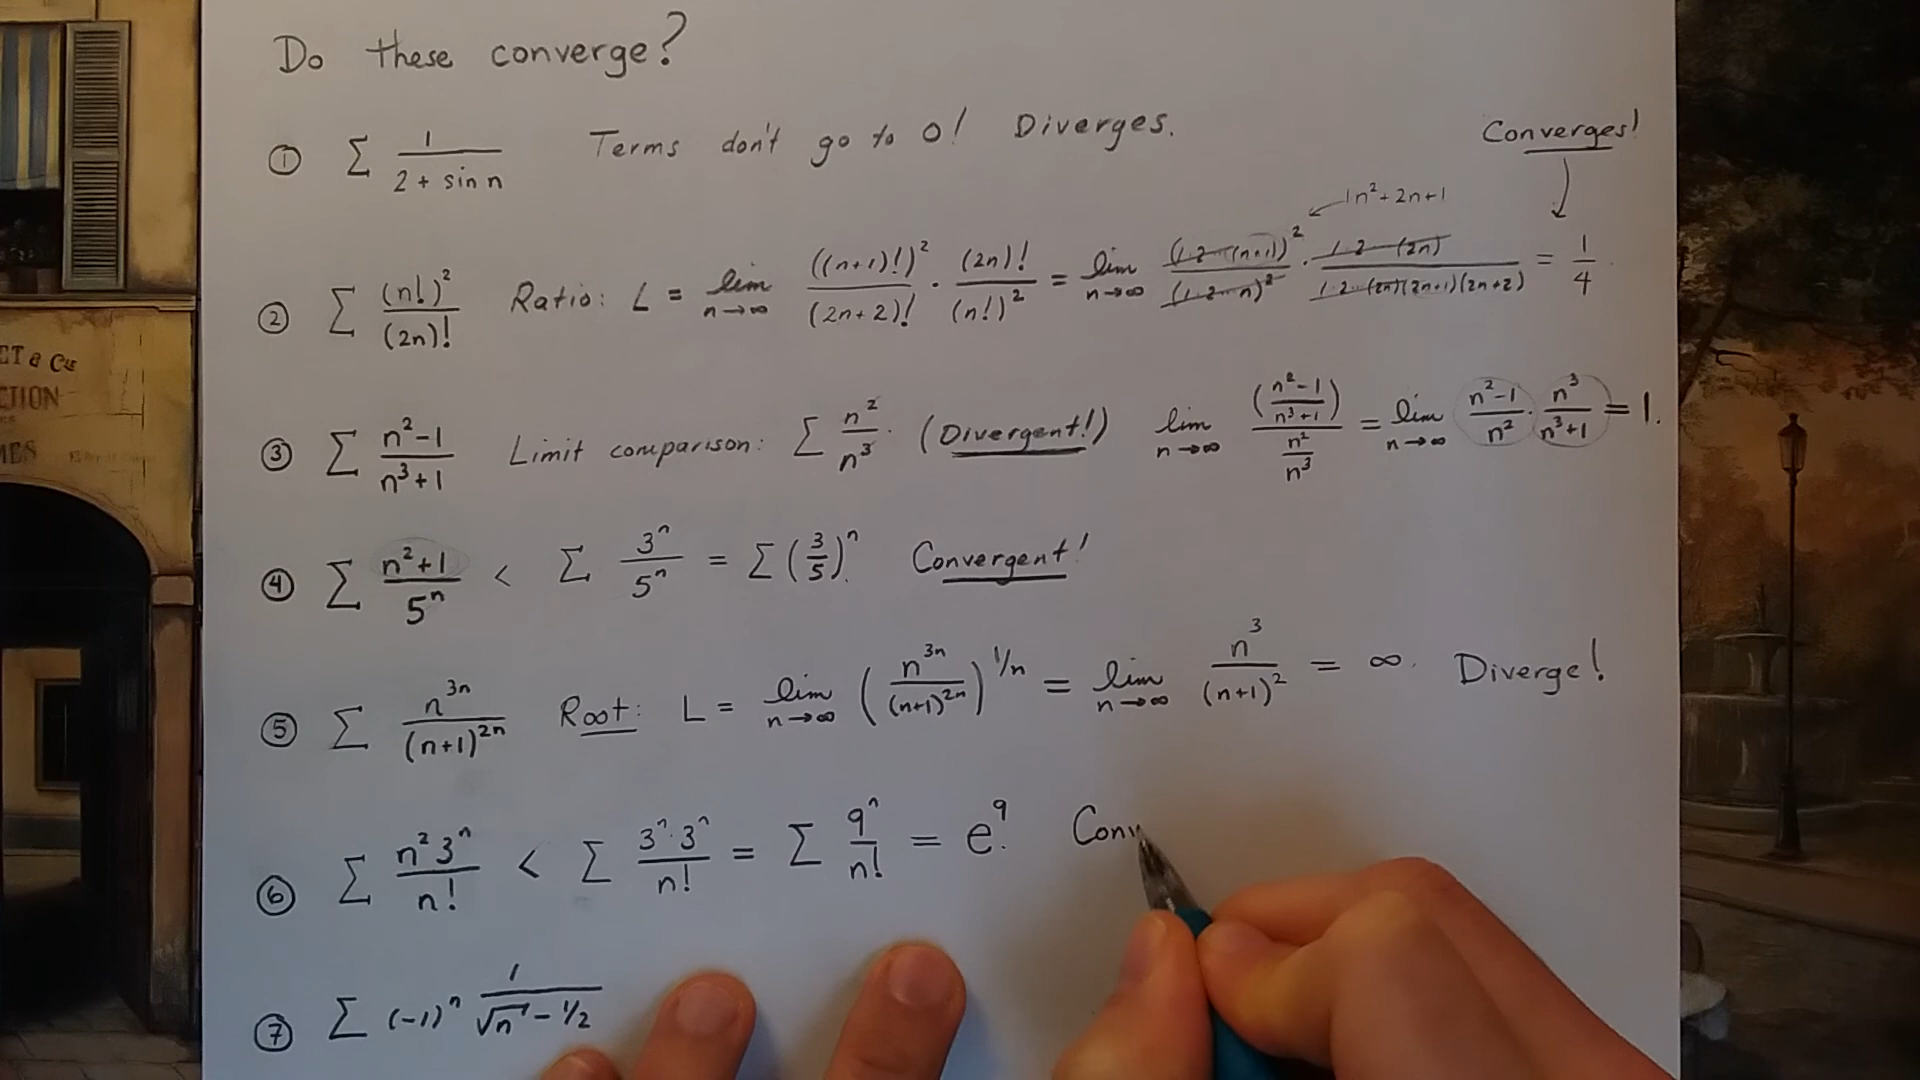 Do these converge?
① Σ 1/(2 + sin n) Terms don't go to 0! Diverges.
Converges!
1n² + 2n + 1
② Σ (n!)²/(2n)! Ratio: L = lim n→∞ ((n+1)!)²/(2n+2)! · (2n)!/(n!)² = lim n→∞ (1·2⋯(n+1))²/(1·2⋯n)² · 1·2⋯(2n)/1·2⋯(2n)(2n+1)(2n+2) = 1/4
③ Σ (n²-1)/(n³+1) Limit comparison: Σ n²/n³. (Divergent!) lim n→∞ ((n²-1)/(n³+1))/(n²/n³) = lim n→∞ (n²-1)/n² · n³/(n³+1) = 1.
④ Σ (n²+1)/5ⁿ < Σ 3ⁿ/5ⁿ = Σ(3/5)ⁿ. Convergent!
⑤ Σ n³ⁿ/(n+1)²ⁿ Root: L = lim n→∞ (n³ⁿ/(n+1)²ⁿ)^1/n = lim n→∞ n³/(n+1)² = ∞. Diverge!
⑥ Σ n²3ⁿ/n! < Σ 3ⁿ·3ⁿ/n! = Σ 9ⁿ/n! = e⁹. Conv
⑦ Σ (-1)ⁿ 1/(√n - 1/2)